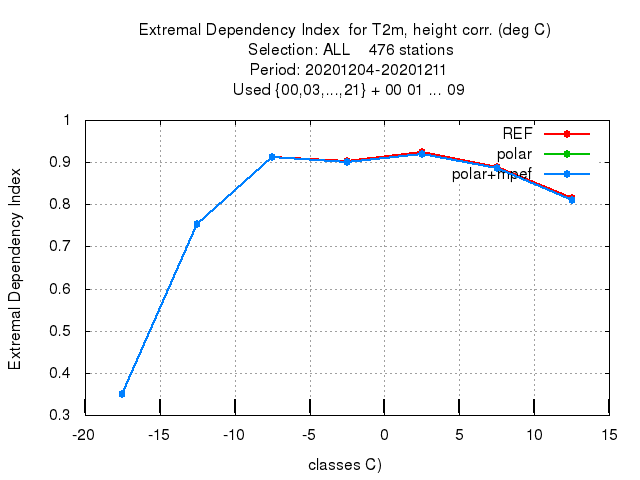 Extremal Dependency Index  for T2m, height corr. (deg C)
Selection: ALL    476 stations
Period: 20201204-20201211
Used {00,03,...,21} + 00 01 ... 09
REF
polar
polar+mpef
Extremal Dependency Index
1
0.9
0.8
0.7
0.6
0.5
0.4
0.3
-20 -15 -10 -5 0 5 10 15
classes C)